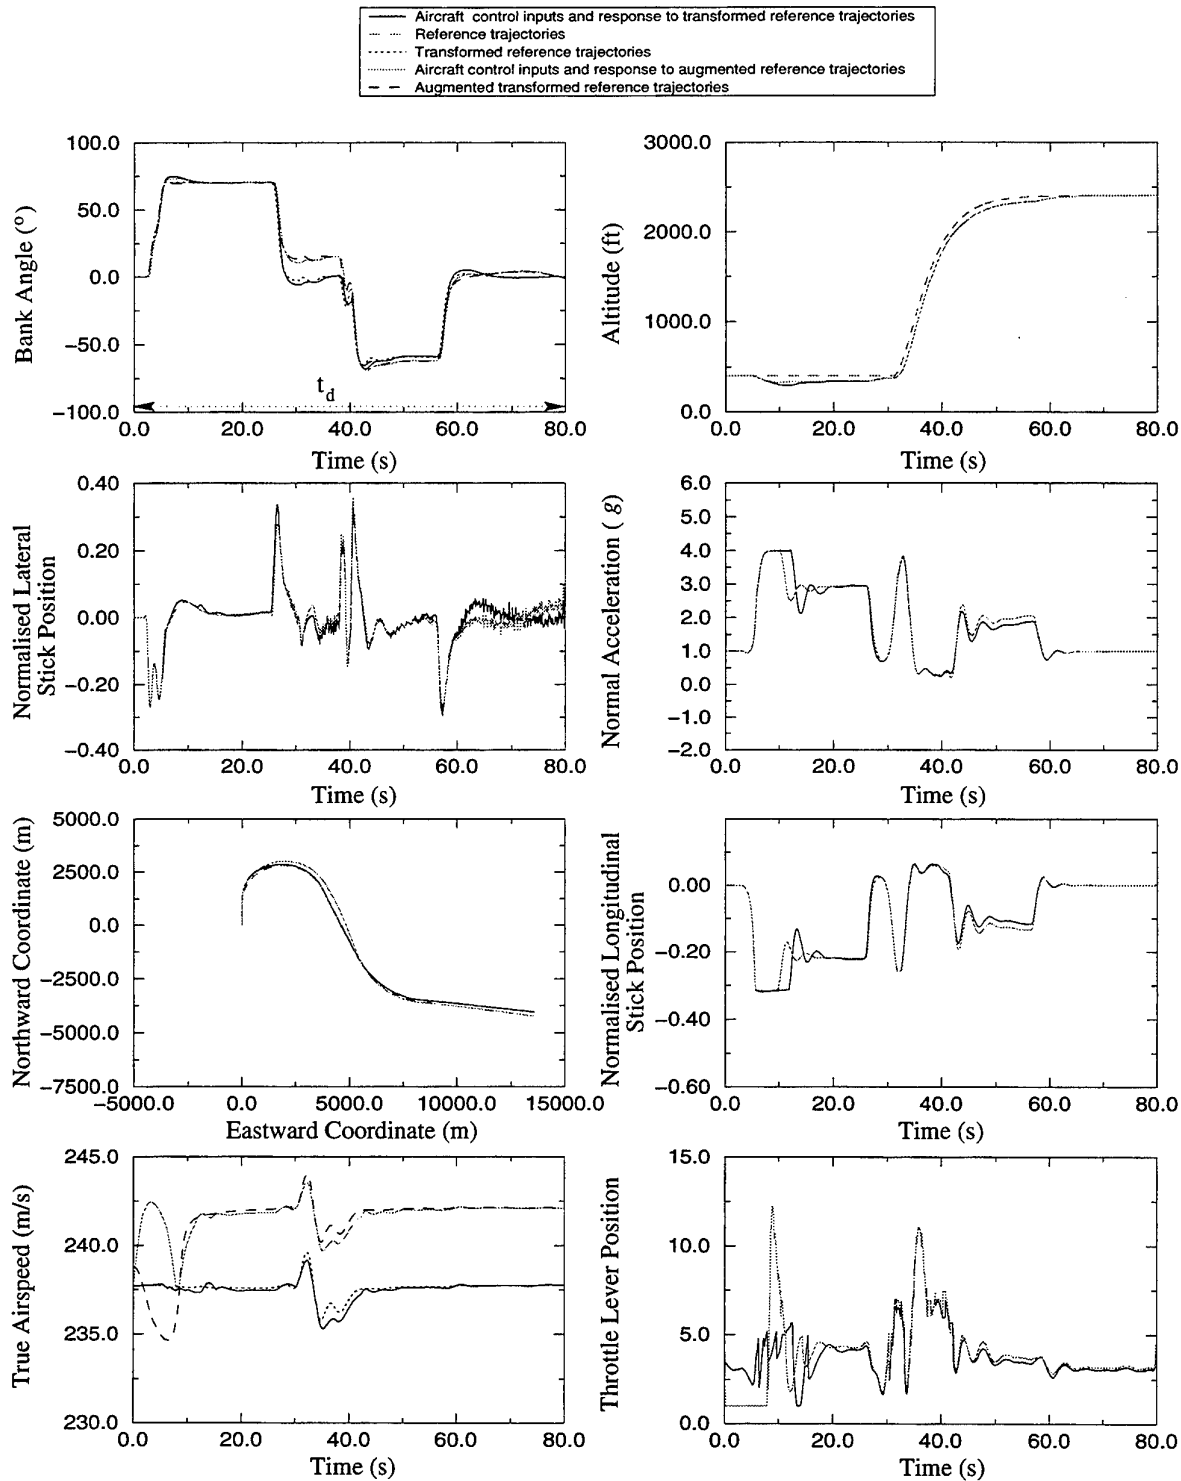 Aircraft control inputs and response to transformed reference trajectories
Reference trajectories
Transformed reference trajectories
Aircraft control inputs and response to augmented reference trajectories
Augmented transformed reference trajectories
100.0
50.0
0.0
−50.0
−100.0
Bank Angle (°)
t_d
0.0 20.0 40.0 60.0 80.0
Time (s)
3000.0
2000.0
1000.0
0.0
Altitude (ft)
0.0 20.0 40.0 60.0 80.0
Time (s)
0.40
0.20
0.00
−0.20
−0.40
Normalised Lateral
Stick Position
0.0 20.0 40.0 60.0 80.0
Time (s)
6.0
5.0
4.0
3.0
2.0
1.0
0.0
−1.0
−2.0
Normal Acceleration ( g)
0.0 20.0 40.0 60.0 80.0
Time (s)
5000.0
2500.0
0.0
−2500.0
−5000.0
−7500.0
Northward Coordinate (m)
−5000.0 0.0 5000.0 10000.0 15000.0
Eastward Coordinate (m)
0.00
−0.20
−0.40
−0.60
Normalised Longitudinal
Stick Position
0.0 20.0 40.0 60.0 80.0
Time (s)
245.0
240.0
235.0
230.0
True Airspeed (m/s)
0.0 20.0 40.0 60.0 80.0
Time (s)
15.0
10.0
5.0
0.0
Throttle Lever Position
0.0 20.0 40.0 60.0 80.0
Time (s)